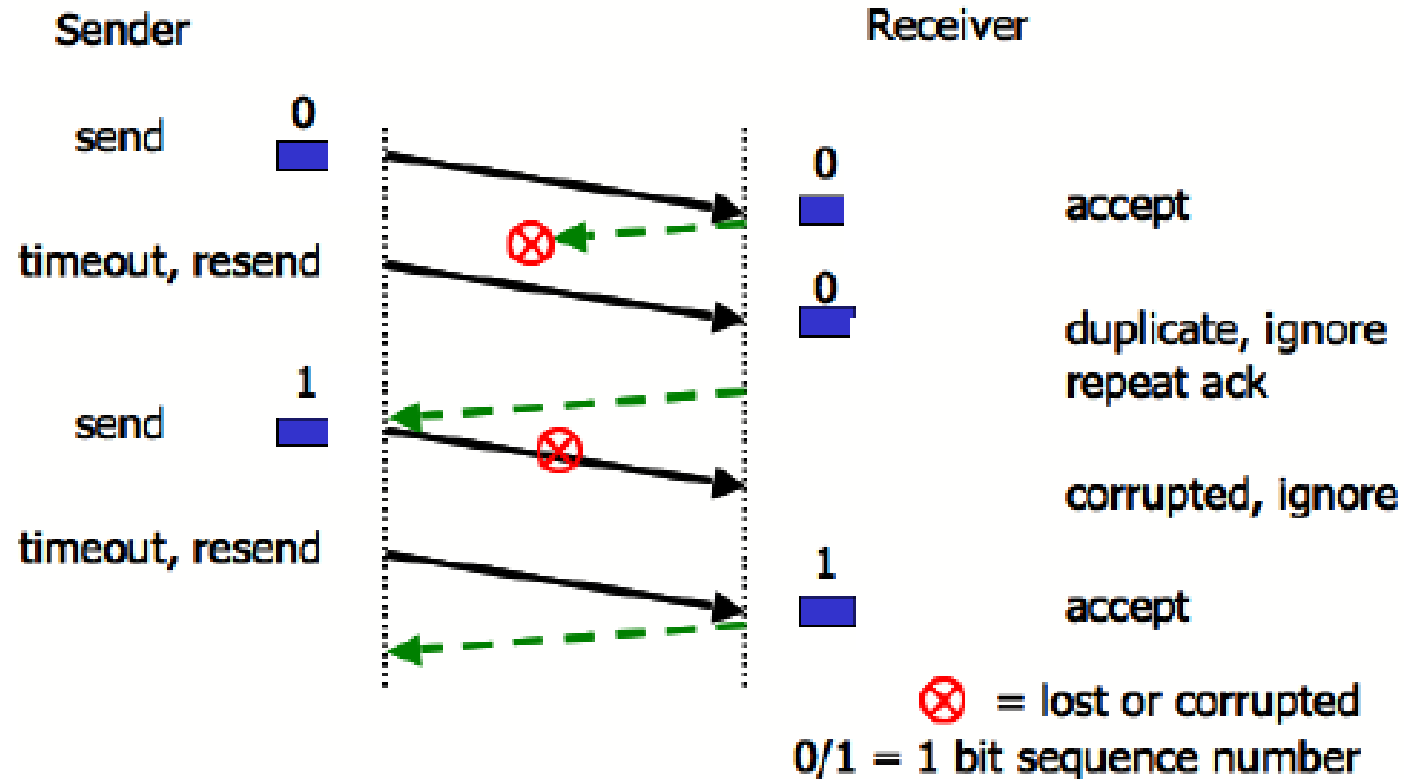 Sender
Receiver
send
0
0
accept
timeout, resend
0
duplicate, ignore
repeat ack
1
send
corrupted, ignore
timeout, resend
1
accept
= lost or corrupted
0/1 = 1 bit sequence number